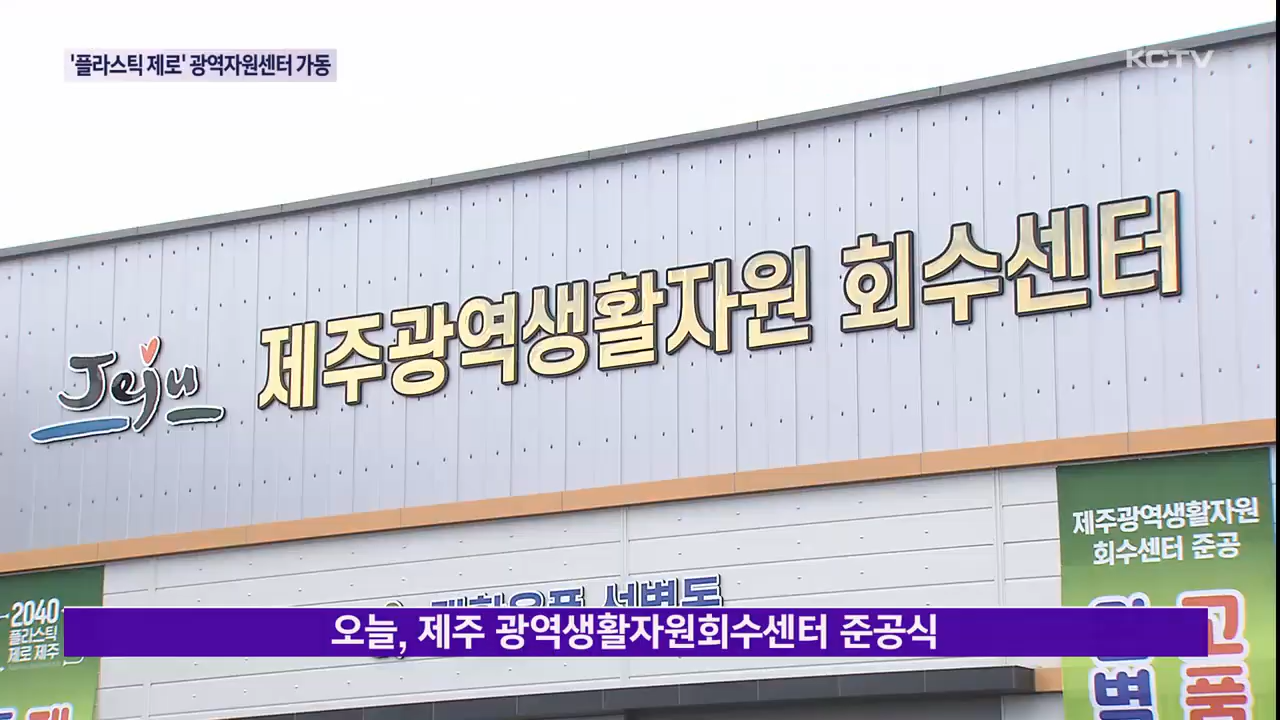 '플라스틱 제로' 광역자원센터 가동
KCTV
Jeju 제주광역생활자원 회수센터
제주광역생활자원
회수센터 준공
2040
플라스틱
제로 제주
오늘, 제주 광역생활자원회수센터 준공식
고품